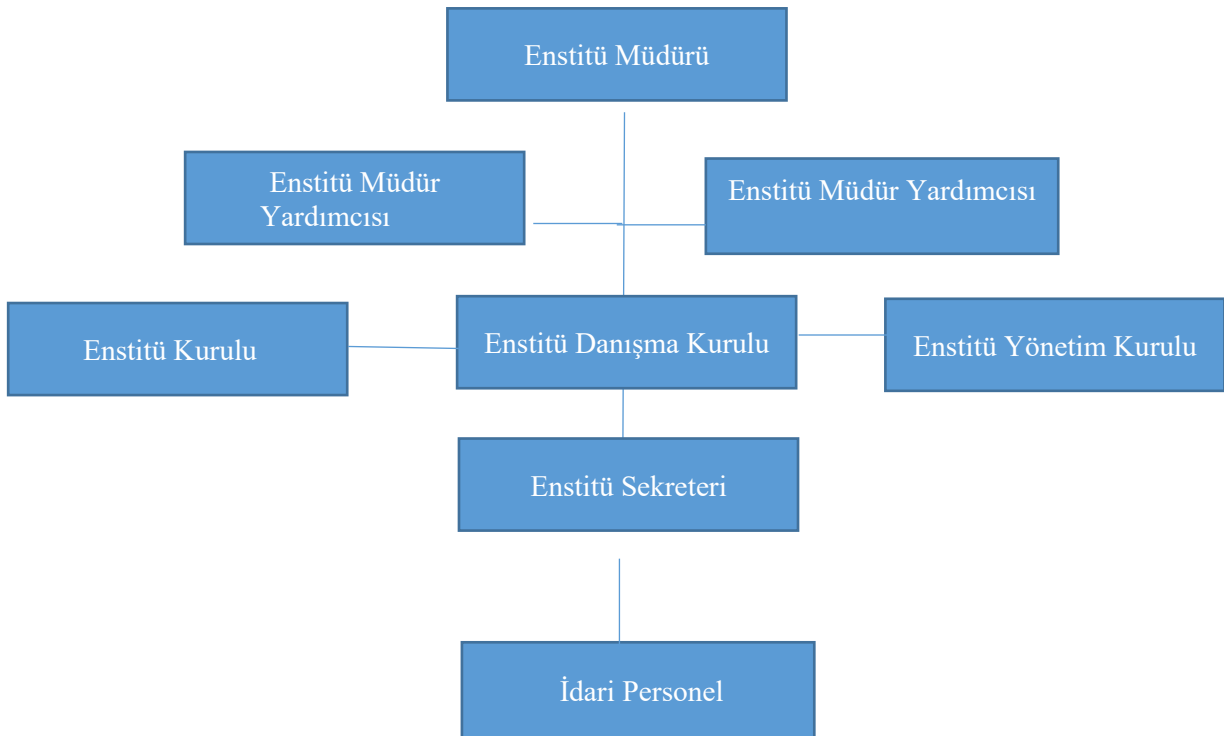 Enstitü Müdürü
Enstitü Müdür
Yardımcısı
Enstitü Müdür Yardımcısı
Enstitü Kurulu
Enstitü Danışma Kurulu
Enstitü Yönetim Kurulu
Enstitü Sekreteri
İdari Personel